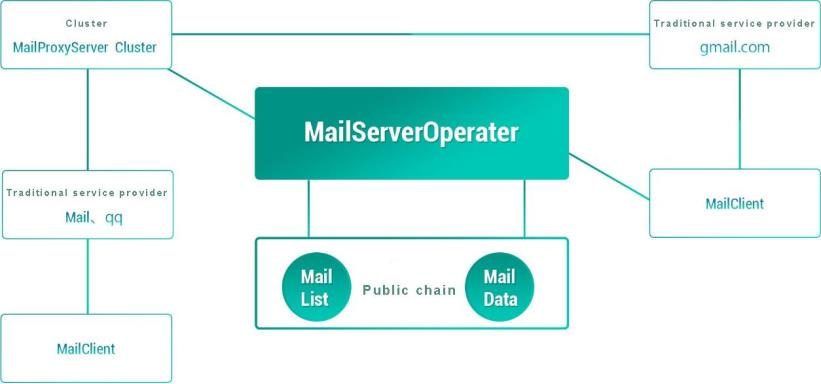 Cluster
MailProxyServer Cluster
Traditional service provider
gmail.com
MailServerOperater
Traditional service provider
Mail、qq
MailClient
Mail
List
Public chain
Mail
Data
MailClient